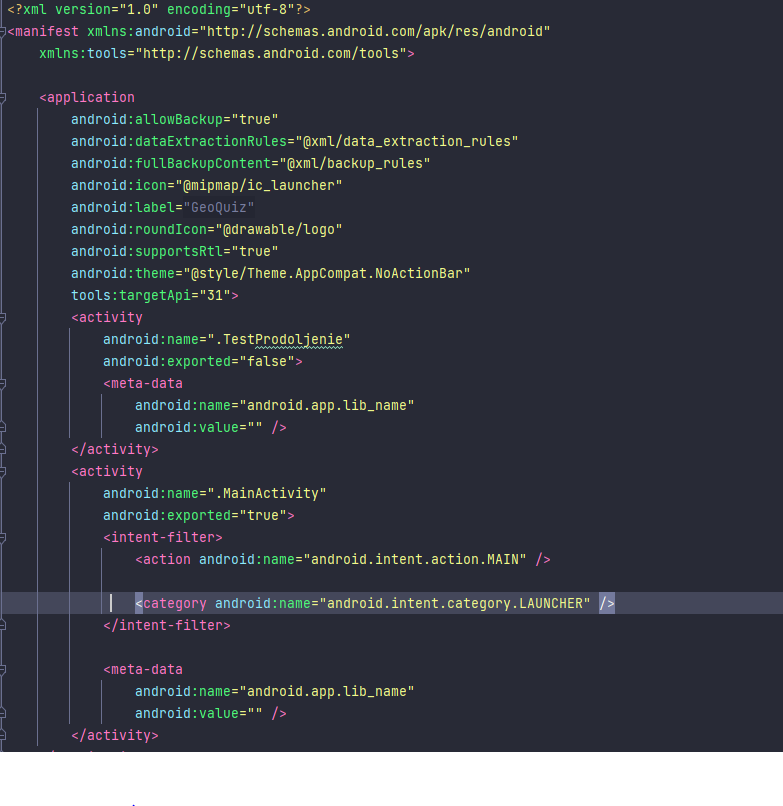 <?xml version="1.0" encoding="utf-8"?>
<manifest xmlns:android="http://schemas.android.com/apk/res/android"
    xmlns:tools="http://schemas.android.com/tools">

    <application
        android:allowBackup="true"
        android:dataExtractionRules="@xml/data_extraction_rules"
        android:fullBackupContent="@xml/backup_rules"
        android:icon="@mipmap/ic_launcher"
        android:label="GeoQuiz"
        android:roundIcon="@drawable/logo"
        android:supportsRtl="true"
        android:theme="@style/Theme.AppCompat.NoActionBar"
        tools:targetApi="31">
        <activity
            android:name=".TestProdoljenie"
            android:exported="false">
            <meta-data
                android:name="android.app.lib_name"
                android:value="" />
        </activity>
        <activity
            android:name=".MainActivity"
            android:exported="true">
            <intent-filter>
                <action android:name="android.intent.action.MAIN" />

                <category android:name="android.intent.category.LAUNCHER" />
            </intent-filter>

            <meta-data
                android:name="android.app.lib_name"
                android:value="" />
        </activity>